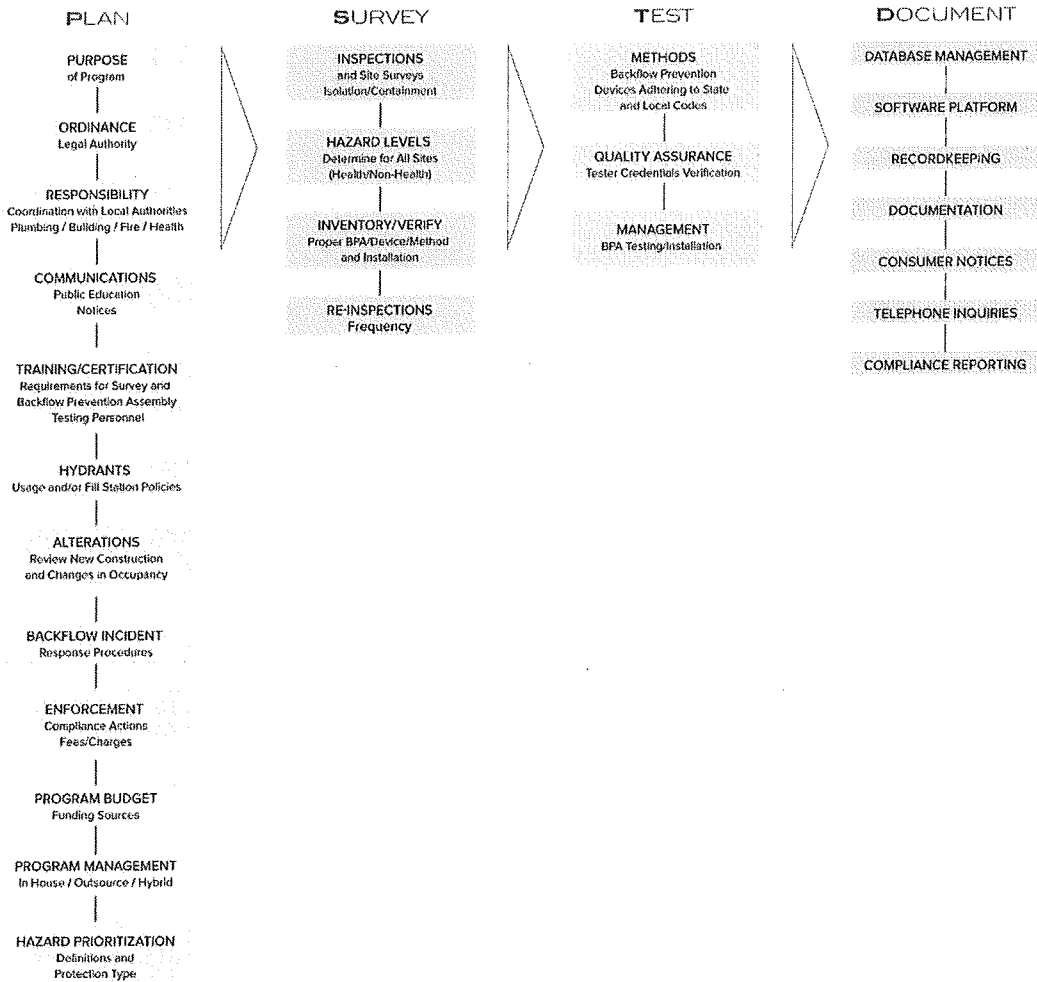 PLAN
PURPOSE
of Program
ORDINANCE
Legal Authority
RESPONSIBILITY
Coordination with Local Authorities
Plumbing / Building / Fire / Health
COMMUNICATIONS
Public Education
Notices
TRAINING/CERTIFICATION
Requirements for Survey and
Backflow Prevention Assembly
Testing Personnel
HYDRANTS
Usage and/or Fill Station Policies
ALTERATIONS
Review New Construction
and Changes in Occupancy
BACKFLOW INCIDENT
Response Procedures
ENFORCEMENT
Compliance Actions
Fees/Charges
PROGRAM BUDGET
Funding Sources
PROGRAM MANAGEMENT
In House / Outsource / Hybrid
HAZARD PRIORITIZATION
Definitions and
Protection Type
SURVEY
INSPECTIONS
and Site Surveys
Isolation/Containment
HAZARD LEVELS
Determine for All Sites
(Health/Non-Health)
INVENTORY/VERIFY
Proper BPA/Device/Method
and Installation
RE-INSPECTIONS
Frequency
TEST
METHODS
Backflow Prevention
Devices Adhering to State
and Local Codes
QUALITY ASSURANCE
Tester Credentials Verification
MANAGEMENT
BPA Testing/Installation
DOCUMENT
DATABASE MANAGEMENT
SOFTWARE PLATFORM
RECORDKEEPING
DOCUMENTATION
CONSUMER NOTICES
TELEPHONE INQUIRIES
COMPLIANCE REPORTING